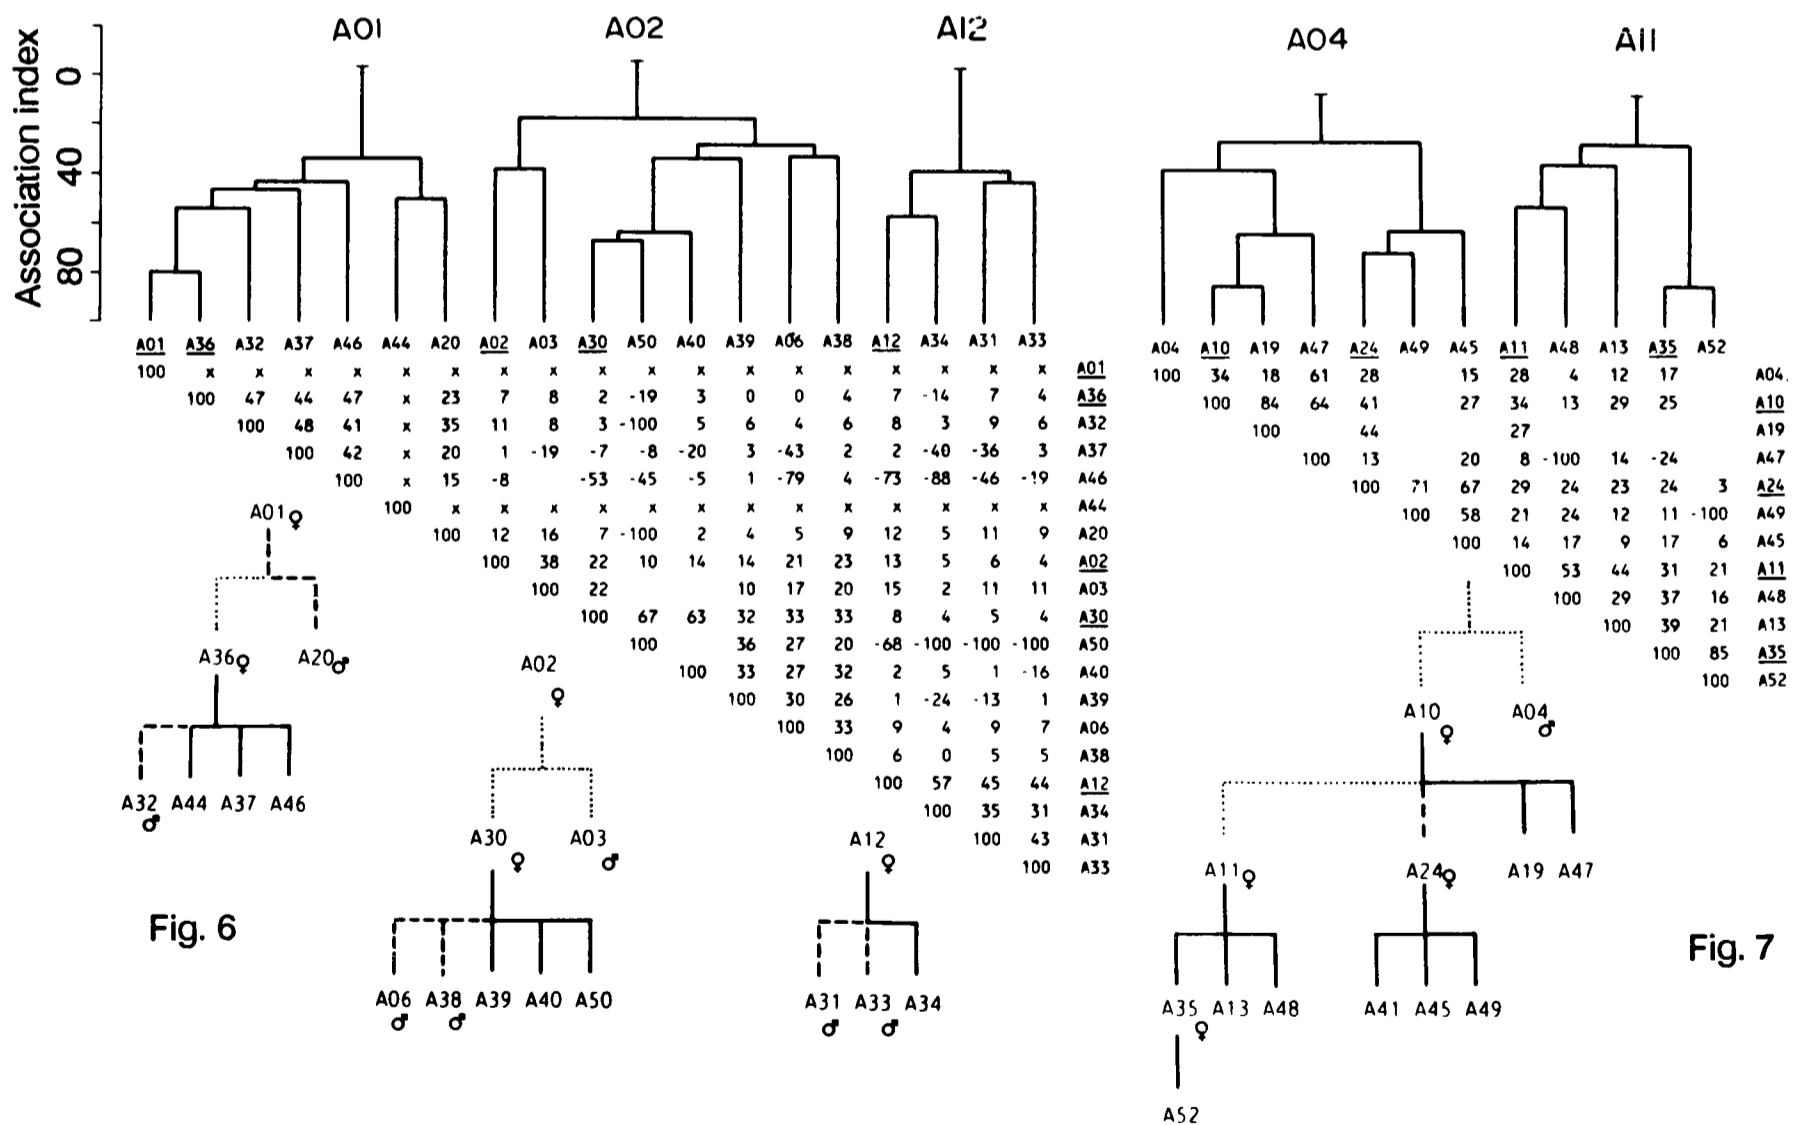 A01 A02 A12 A04 A11
Association index
0
40
80
A01 A36 A32 A37 A46 A44 A20 A02 A03 A30 A50 A40 A39 A06 A38 A12 A34 A31 A33
100 x x x x x x x x x x x x x x x x x x A01
100 47 44 47 x 23 7 8 2 -19 3 0 0 4 7 -14 7 4 A36
100 48 41 x 35 11 8 3 -100 5 6 4 6 8 3 9 6 A32
100 42 x 20 1 -19 -7 -8 -20 3 -43 2 2 -40 -36 3 A37
100 x 15 -8 -53 -45 -5 1 -79 4 -73 -88 -46 -19 A46
100 x x x x x x x x x x x x x A44
100 12 16 7 -100 2 4 5 9 12 5 11 9 A20
100 38 22 10 14 14 21 23 13 5 6 4 A02
100 22 10 17 20 15 2 11 11 A03
100 67 63 32 33 33 8 4 5 4 A30
100 36 27 20 -68 -100 -100 -100 A50
100 33 27 32 2 5 1 -16 A40
100 30 26 1 -24 -13 1 A39
100 33 9 4 9 7 A06
100 6 0 5 5 A38
100 57 45 44 A12
100 35 31 A34
100 43 A31
100 A33
A01♀
A36♀ A20♂
A32 A44 A37 A46
♂
A02
♀
A30 A03
♀ ♂
A06 A38 A39 A40 A50
♂ ♂
A12
♀
A31 A33 A34
♂ ♂
Fig. 6
A04 A10 A19 A47 A24 A49 A45 A11 A48 A13 A35 A52
100 34 18 61 28 15 28 4 12 17 A04.
100 84 64 41 27 34 13 29 25 A10
100 44 27 A19
100 13 20 8 -100 14 -24 A47
100 71 67 29 24 23 24 3 A24
100 58 21 24 12 11 -100 A49
100 14 17 9 17 6 A45
100 53 44 31 21 A11
100 29 37 16 A48
100 39 21 A13
100 85 A35
100 A52
A10 A04
♀ ♂
A11♀ A24♀ A19 A47
A35 A13 A48 A41 A45 A49
♀
A52
Fig. 7